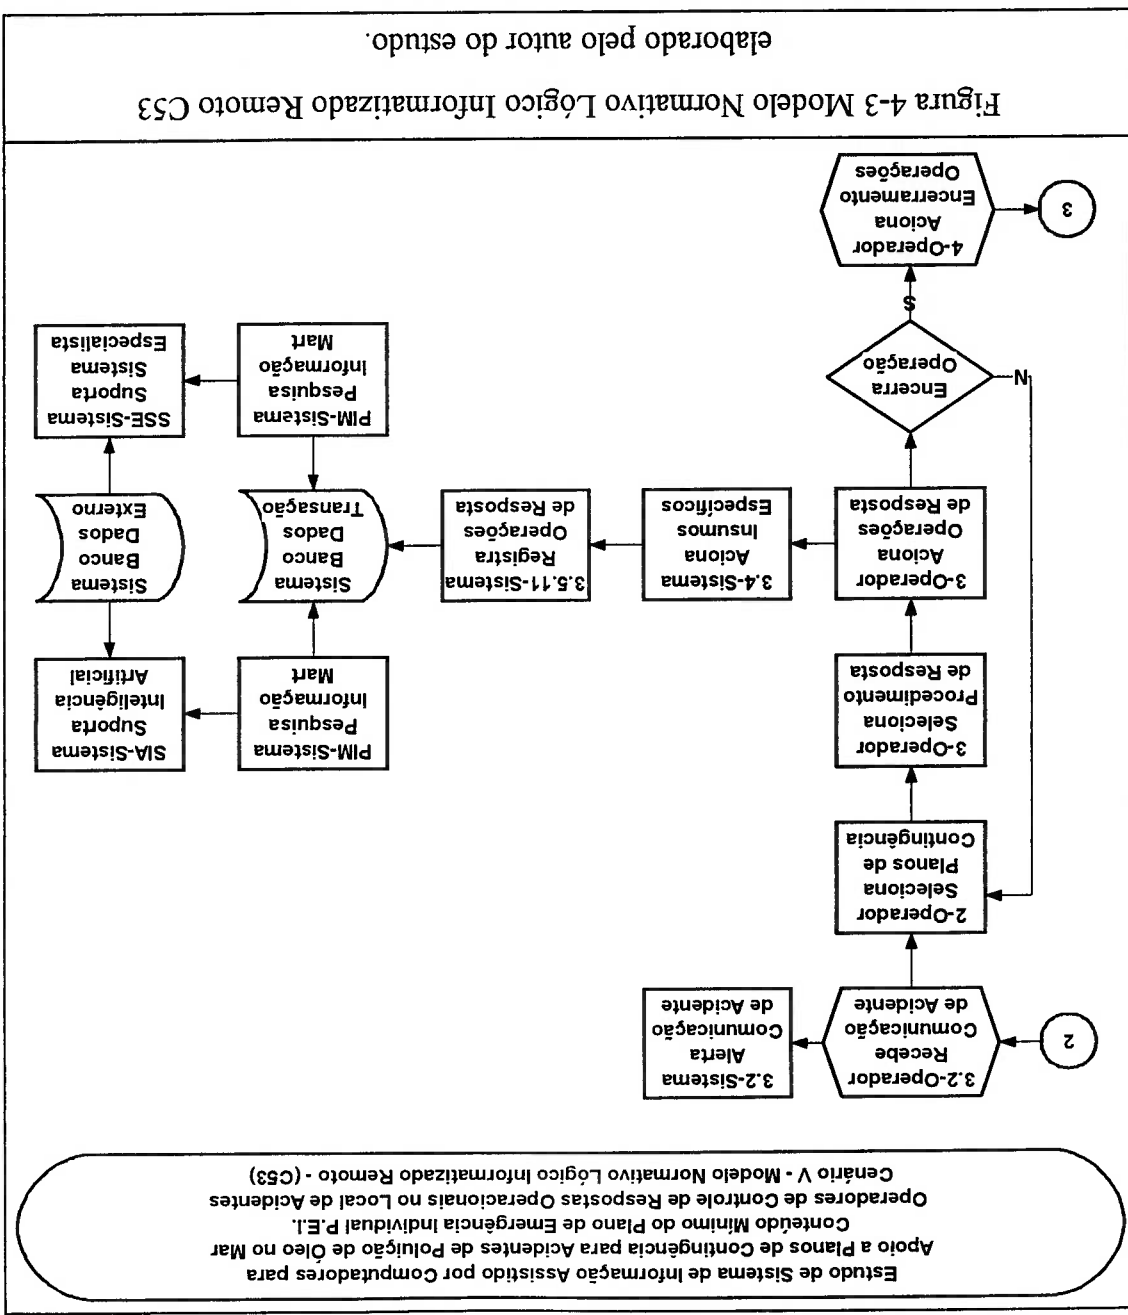 Estudo de Sistema de Informação Assistido por Computadores para
Apoio a Planos de Contingência para Acidentes de Poluição de Óleo no Mar
Conteúdo Mínimo do Plano de Emergência Individual P.E.I.
Operadores de Controle de Respostas Operacionais no Local de Acidentes
Cenário V - Modelo Normativo Lógico Informatizado Remoto - (C53)
2
3.2-Operador
Recebe
Comunicação
de Acidente
3.2-Sistema
Alerta
Comunicação
de Acidente
2-Operador
Seleciona
Planos de
Contingência
3-Operador
Seleciona
Procedimento
de Resposta
PIM-Sistema
Pesquisa
Informação
Mart
SIA-Sistema
Suporta
Inteligência
Artificial
3-Operador
Aciona
Operações
de Resposta
3.4-Sistema
Aciona
Insumos
Específicos
3.5.11-Sistema
Registra
Operações
de Resposta
Sistema
Banco
Dados
Transação
Sistema
Banco
Dados
Externo
Encerra
Operação
N
S
PIM-Sistema
Pesquisa
Informação
Mart
SSE-Sistema
Suporta
Sistema
Especialista
4-Operador
Aciona
Encerramento
Operações
3
Figura 4-3 Modelo Normativo Lógico Informatizado Remoto C53
elaborado pelo autor do estudo.